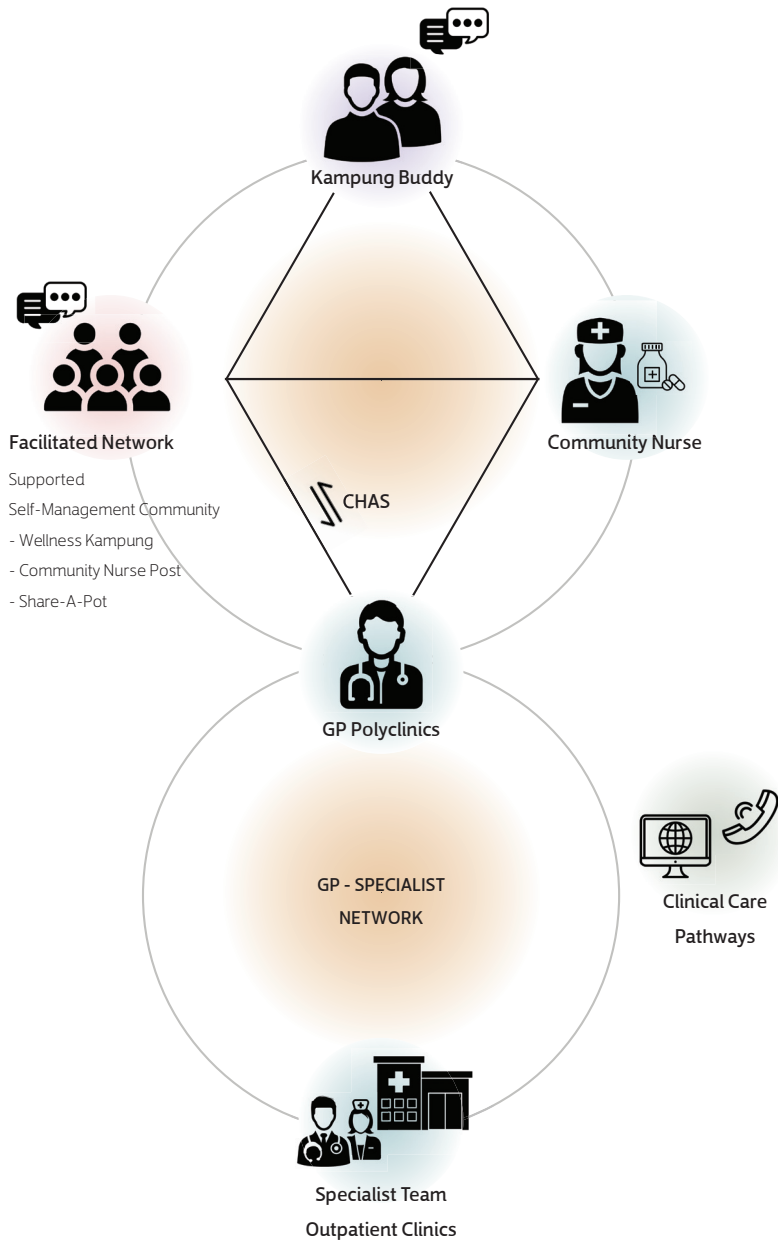 Kampung Buddy
Facilitated Network
Supported
Self-Management Community
- Wellness Kampung
- Community Nurse Post
- Share-A-Pot
Community Nurse
CHAS
GP Polyclinics
GP - SPECIALIST
NETWORK
Clinical Care
Pathways
Specialist Team
Outpatient Clinics